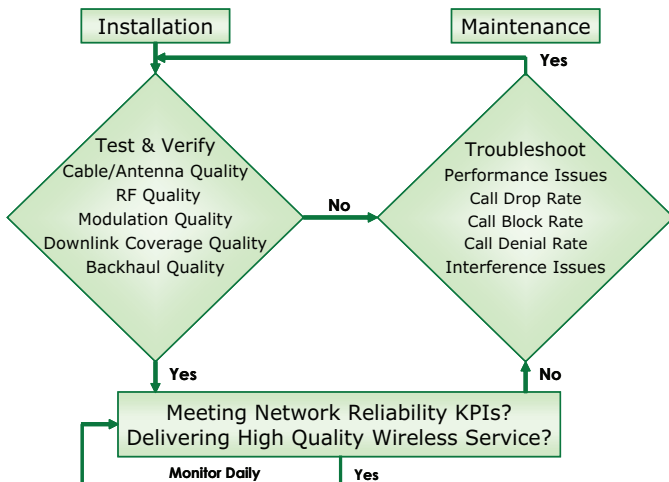 Installation
Maintenance
Yes
Test & Verify
Cable/Antenna Quality
RF Quality
Modulation Quality
Downlink Coverage Quality
Backhaul Quality
No
Troubleshoot
Performance Issues
Call Drop Rate
Call Block Rate
Call Denial Rate
Interference Issues
Yes
No
Meeting Network Reliability KPIs?
Delivering High Quality Wireless Service?
Monitor Daily
Yes